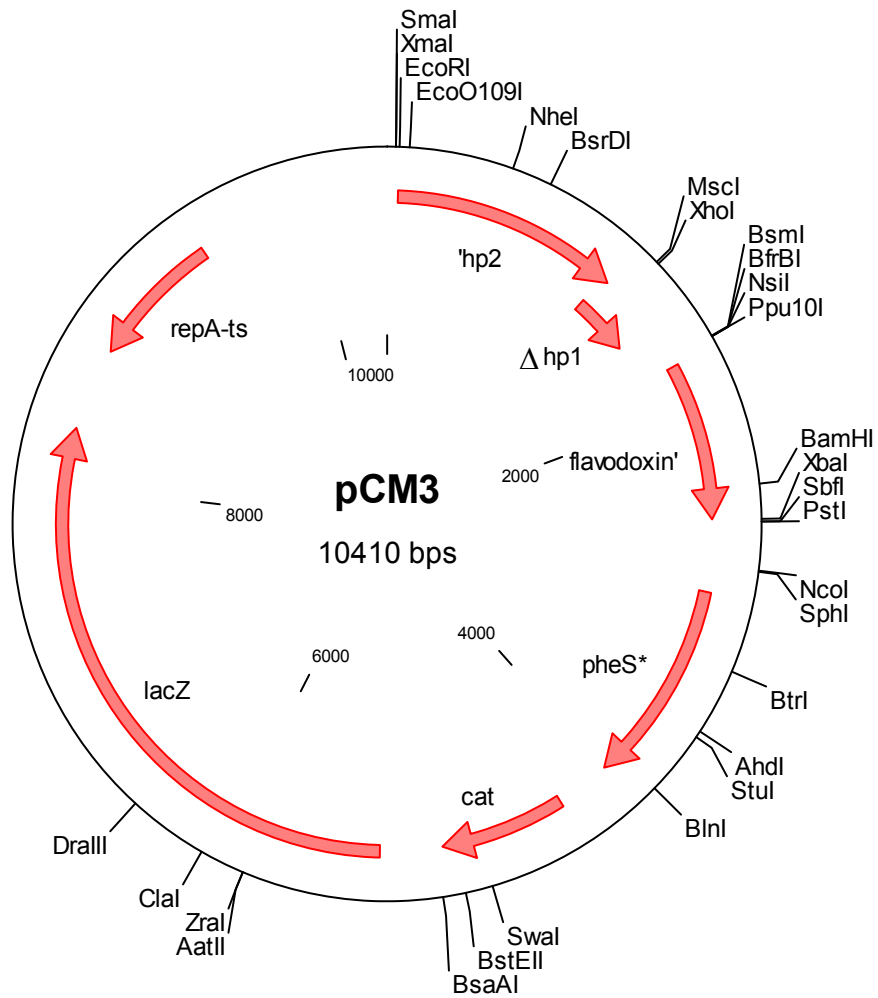 SmaI
XmaI
EcoRI
EcoO109I
NheI
BsrDI
MscI
XhoI
BsmI
BfrBI
NsiI
Ppu10I
'hp2
repA-ts
Δ hp1
10000
BamHI
XbaI
SbfI
PstI
flavodoxin'
2000
pCM3
8000
10410 bps
NcoI
SphI
4000
6000
pheS*
lacZ
BtrI
AhdI
StuI
cat
BlnI
DraIII
ClaI
ZraI
AatII
SwaI
BstEII
BsaAI